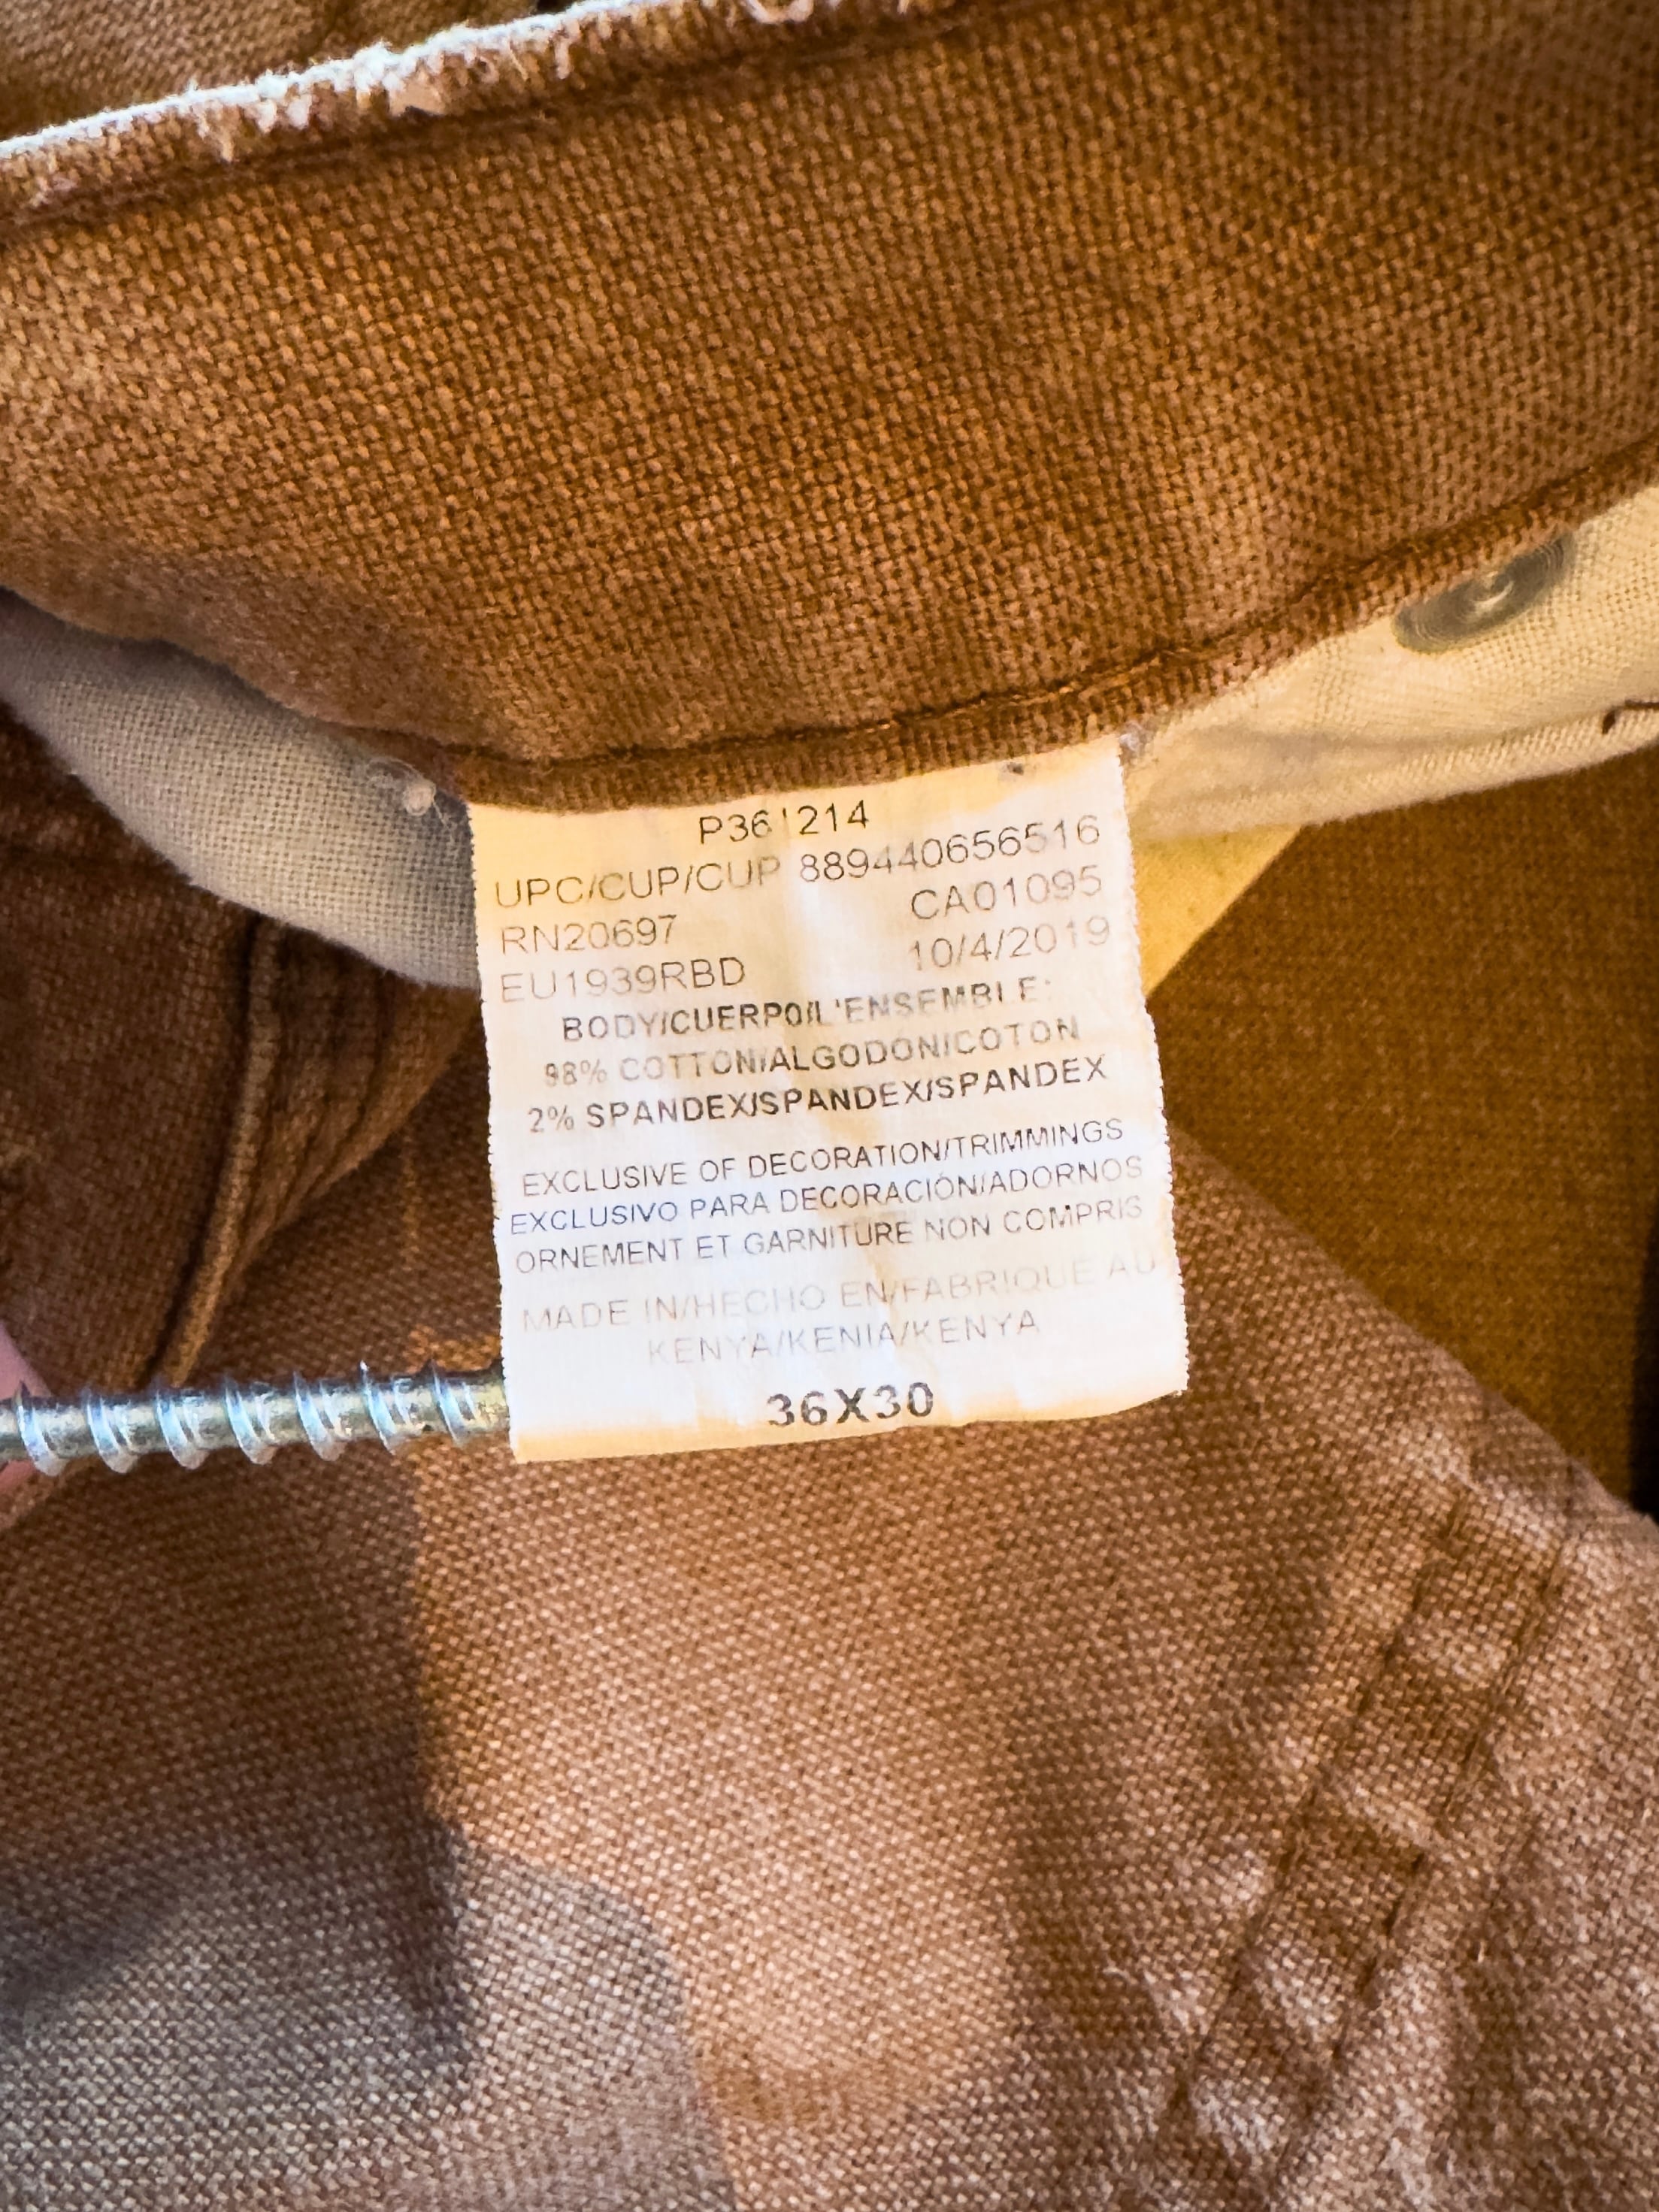 P361214
UPC/CUP/CUP 889440656516
RN20697 CA01095
EU1939RBD 10/4/2019
BODY/CUERPO/L'ENSEMBLE:
98% COTTON/ALGODON/COTON
2% SPANDEX/SPANDEX/SPANDEX
EXCLUSIVE OF DECORATION/TRIMMINGS
EXCLUSIVO PARA DECORACIÓN/ADORNOS
ORNEMENT ET GARNITURE NON COMPRIS
MADE IN/HECHO EN/FABRIQUE AU
KENYA/KENIA/KENYA
36X30